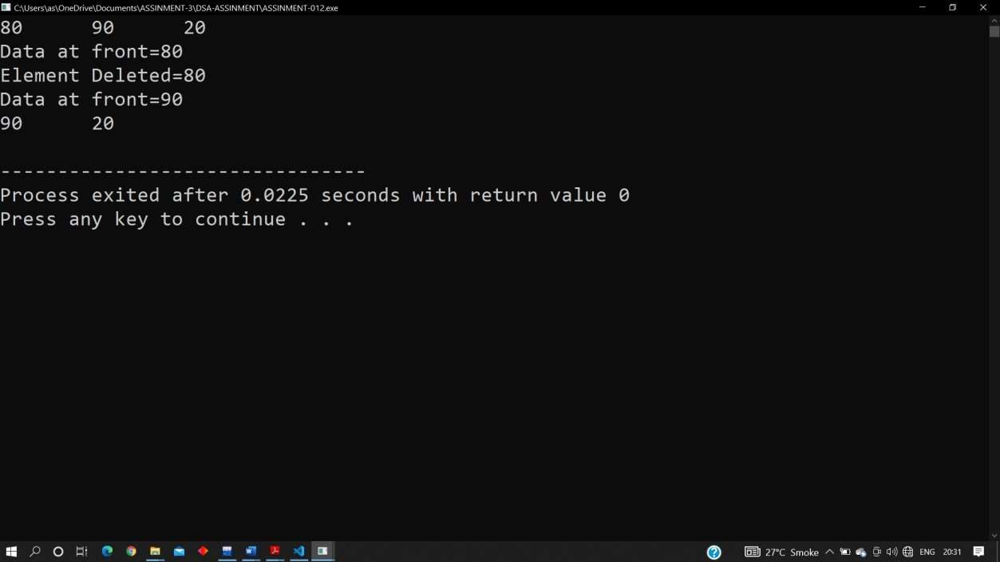 C:\Users\as\OneDrive\Documents\ASSINMENT-3\DSA-ASSINMENT\ASSINMENT-012.exe
80 90 20
Data at front=80
Element Deleted=80
Data at front=90
90 20
--------------------------------
Process exited after 0.0225 seconds with return value 0
Press any key to continue . . .
27°C Smoke ENG 20:31